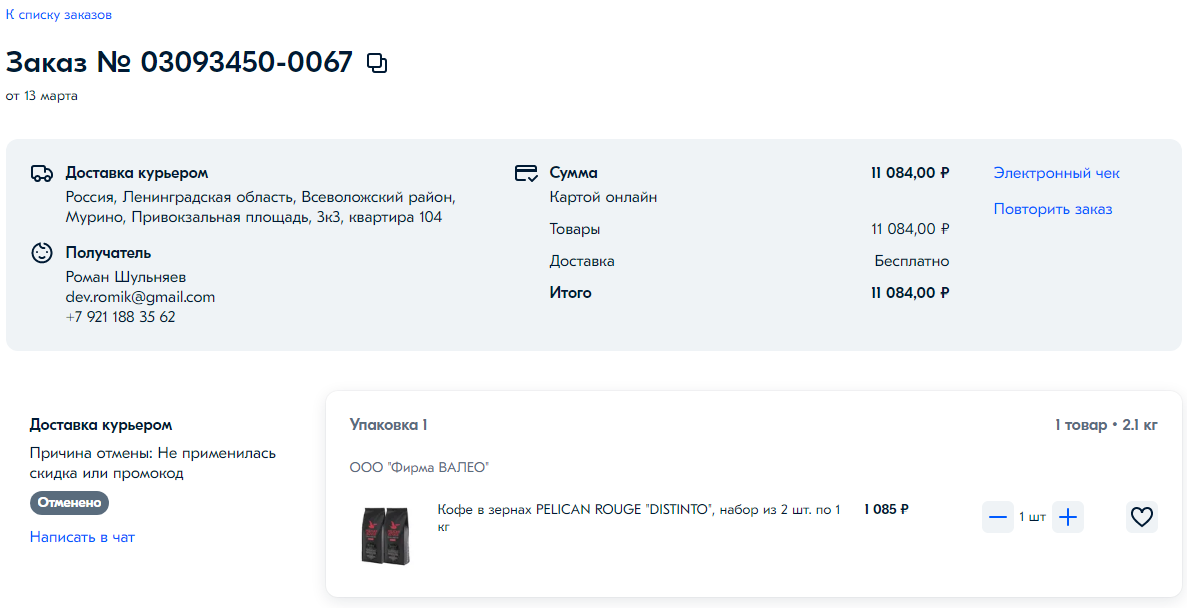 К списку заказов
Заказ № 03093450-0067
от 13 марта
Доставка курьером
Россия, Ленинградская область, Всеволожский район,
Мурино, Привокзальная площадь, 3к3, квартира 104
Получатель
Роман Шульняев
dev.romik@gmail.com
+7 921 188 35 62
Сумма 11 084,00 ₽
Картой онлайн
Товары 11 084,00 ₽
Доставка Бесплатно
Итого 11 084,00 ₽
Электронный чек
Повторить заказ
Доставка курьером
Причина отмены: Не применилась
скидка или промокод
Отменено
Написать в чат
Упаковка 1 1 товар • 2.1 кг
ООО "Фирма ВАЛЕО"
Кофе в зернах PELICAN ROUGE "DISTINTO", набор из 2 шт. по 1
кг
1 085 ₽
1 шт